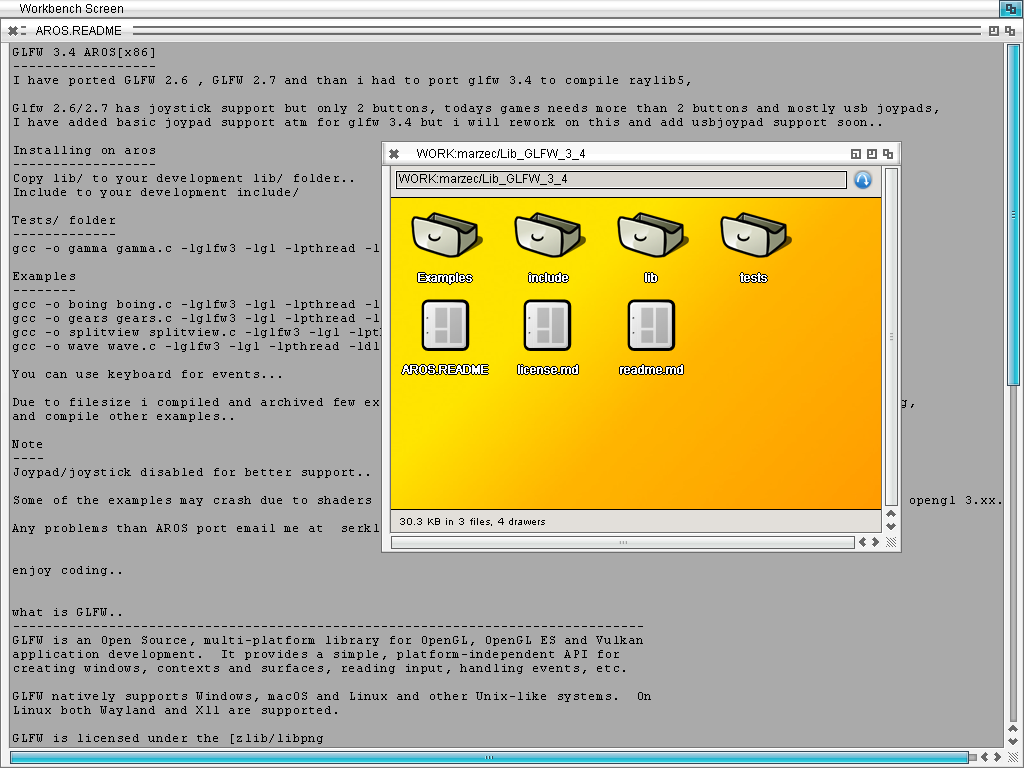 Workbench Screen
AROS.README
GLFW 3.4 AROS[x86]
------------------
I have ported GLFW 2.6 , GLFW 2.7 and than i had to port glfw 3.4 to compile raylib5,
Glfw 2.6/2.7 has joystick support but only 2 buttons, todays games needs more than 2 buttons and mostly usb joypads,
I have added basic joypad support atm for glfw 3.4 but i will rework on this and add usbjoypad support soon..
Installing on aros
------------------
Copy lib/ to your development lib/ folder..
Include to your development include/
Tests/ folder
-------------
gcc -o gamma gamma.c -lglfw3 -lgl -lpthread -l
Examples
--------
gcc -o boing boing.c -lglfw3 -lgl -lpthread -l
gcc -o gears gears.c -lglfw3 -lgl -lpthread -l
gcc -o splitview splitview.c -lglfw3 -lgl -lpt
gcc -o wave wave.c -lglfw3 -lgl -lpthread -ldl
You can use keyboard for events...
Due to filesize i compiled and archived few ex g,
and compile other examples..
Note
----
Joypad/joystick disabled for better support..
Some of the examples may crash due to shaders opengl 3.xx.
Any problems than AROS port email me at  serkl
enjoy coding..
what is GLFW..
-------------------------------------------------------------------------------
GLFW is an Open Source, multi-platform library for OpenGL, OpenGL ES and Vulkan
application development.  It provides a simple, platform-independent API for
creating windows, contexts and surfaces, reading input, handling events, etc.
GLFW natively supports Windows, macOS and Linux and other Unix-like systems.  On
Linux both Wayland and X11 are supported.
GLFW is licensed under the [zlib/libpng
WORK:marzec/Lib_GLFW_3_4
WORK:marzec/Lib_GLFW_3_4
Examples include lib tests
AROS.README license.md readme.md
30.3 KB in 3 files, 4 drawers